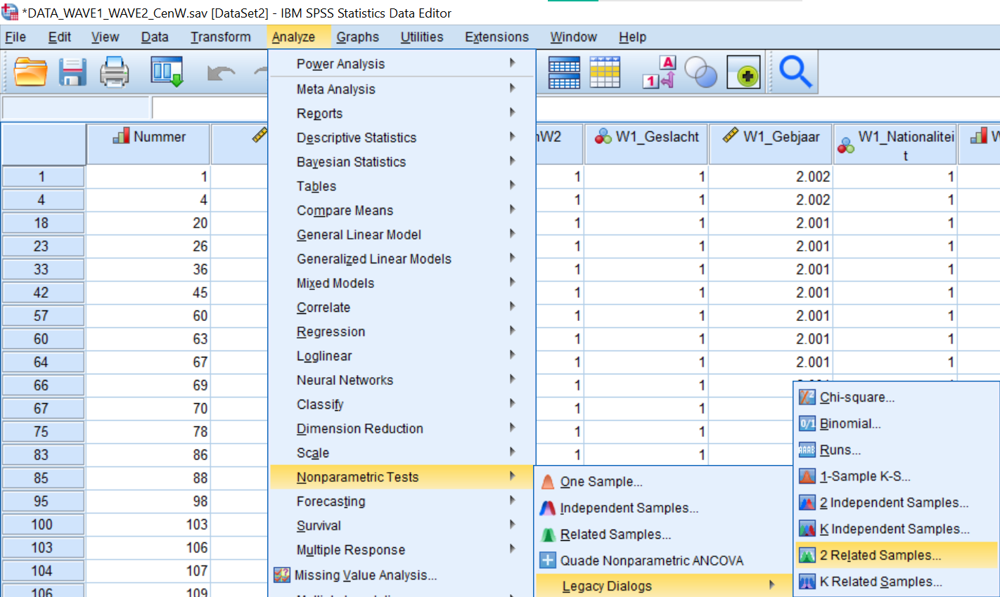 *DATA_WAVE1_WAVE2_CenW.sav [DataSet2] - IBM SPSS Statistics Data Editor
File Edit View Data Transform Analyze Graphs Utilities Extensions Window Help
Power Analysis
Meta Analysis
Reports
Descriptive Statistics
Bayesian Statistics
Tables
Compare Means
General Linear Model
Generalized Linear Models
Mixed Models
Correlate
Regression
Loglinear
Neural Networks
Classify
Dimension Reduction
Scale
Nonparametric Tests
Forecasting
Survival
Multiple Response
Missing Value Analysis...
One Sample...
Independent Samples...
Related Samples...
Quade Nonparametric ANCOVA
Legacy Dialogs
Chi-square...
Binomial...
Runs...
1-Sample K-S...
2 Independent Samples...
K Independent Samples...
2 Related Samples...
K Related Samples...
Nummer nW2 W1_Geslacht W1_Gebjaar W1_Nationalitei
t
1 1 1 1 2.002 1
4 4 1 1 2.002 1
18 20 1 1 2.001 1
23 26 1 1 2.001 1
33 36 1 1 2.001 1
42 45 1 1 2.001 1
57 60 1 1 2.001 1
60 63 1 1 2.001 1
64 67 1 1 2.001 1
66 69 1 1
67 70 1 1
75 78 1 1
83 86 1 1
85 88
95 98
100 103
103 106
104 107
106 109